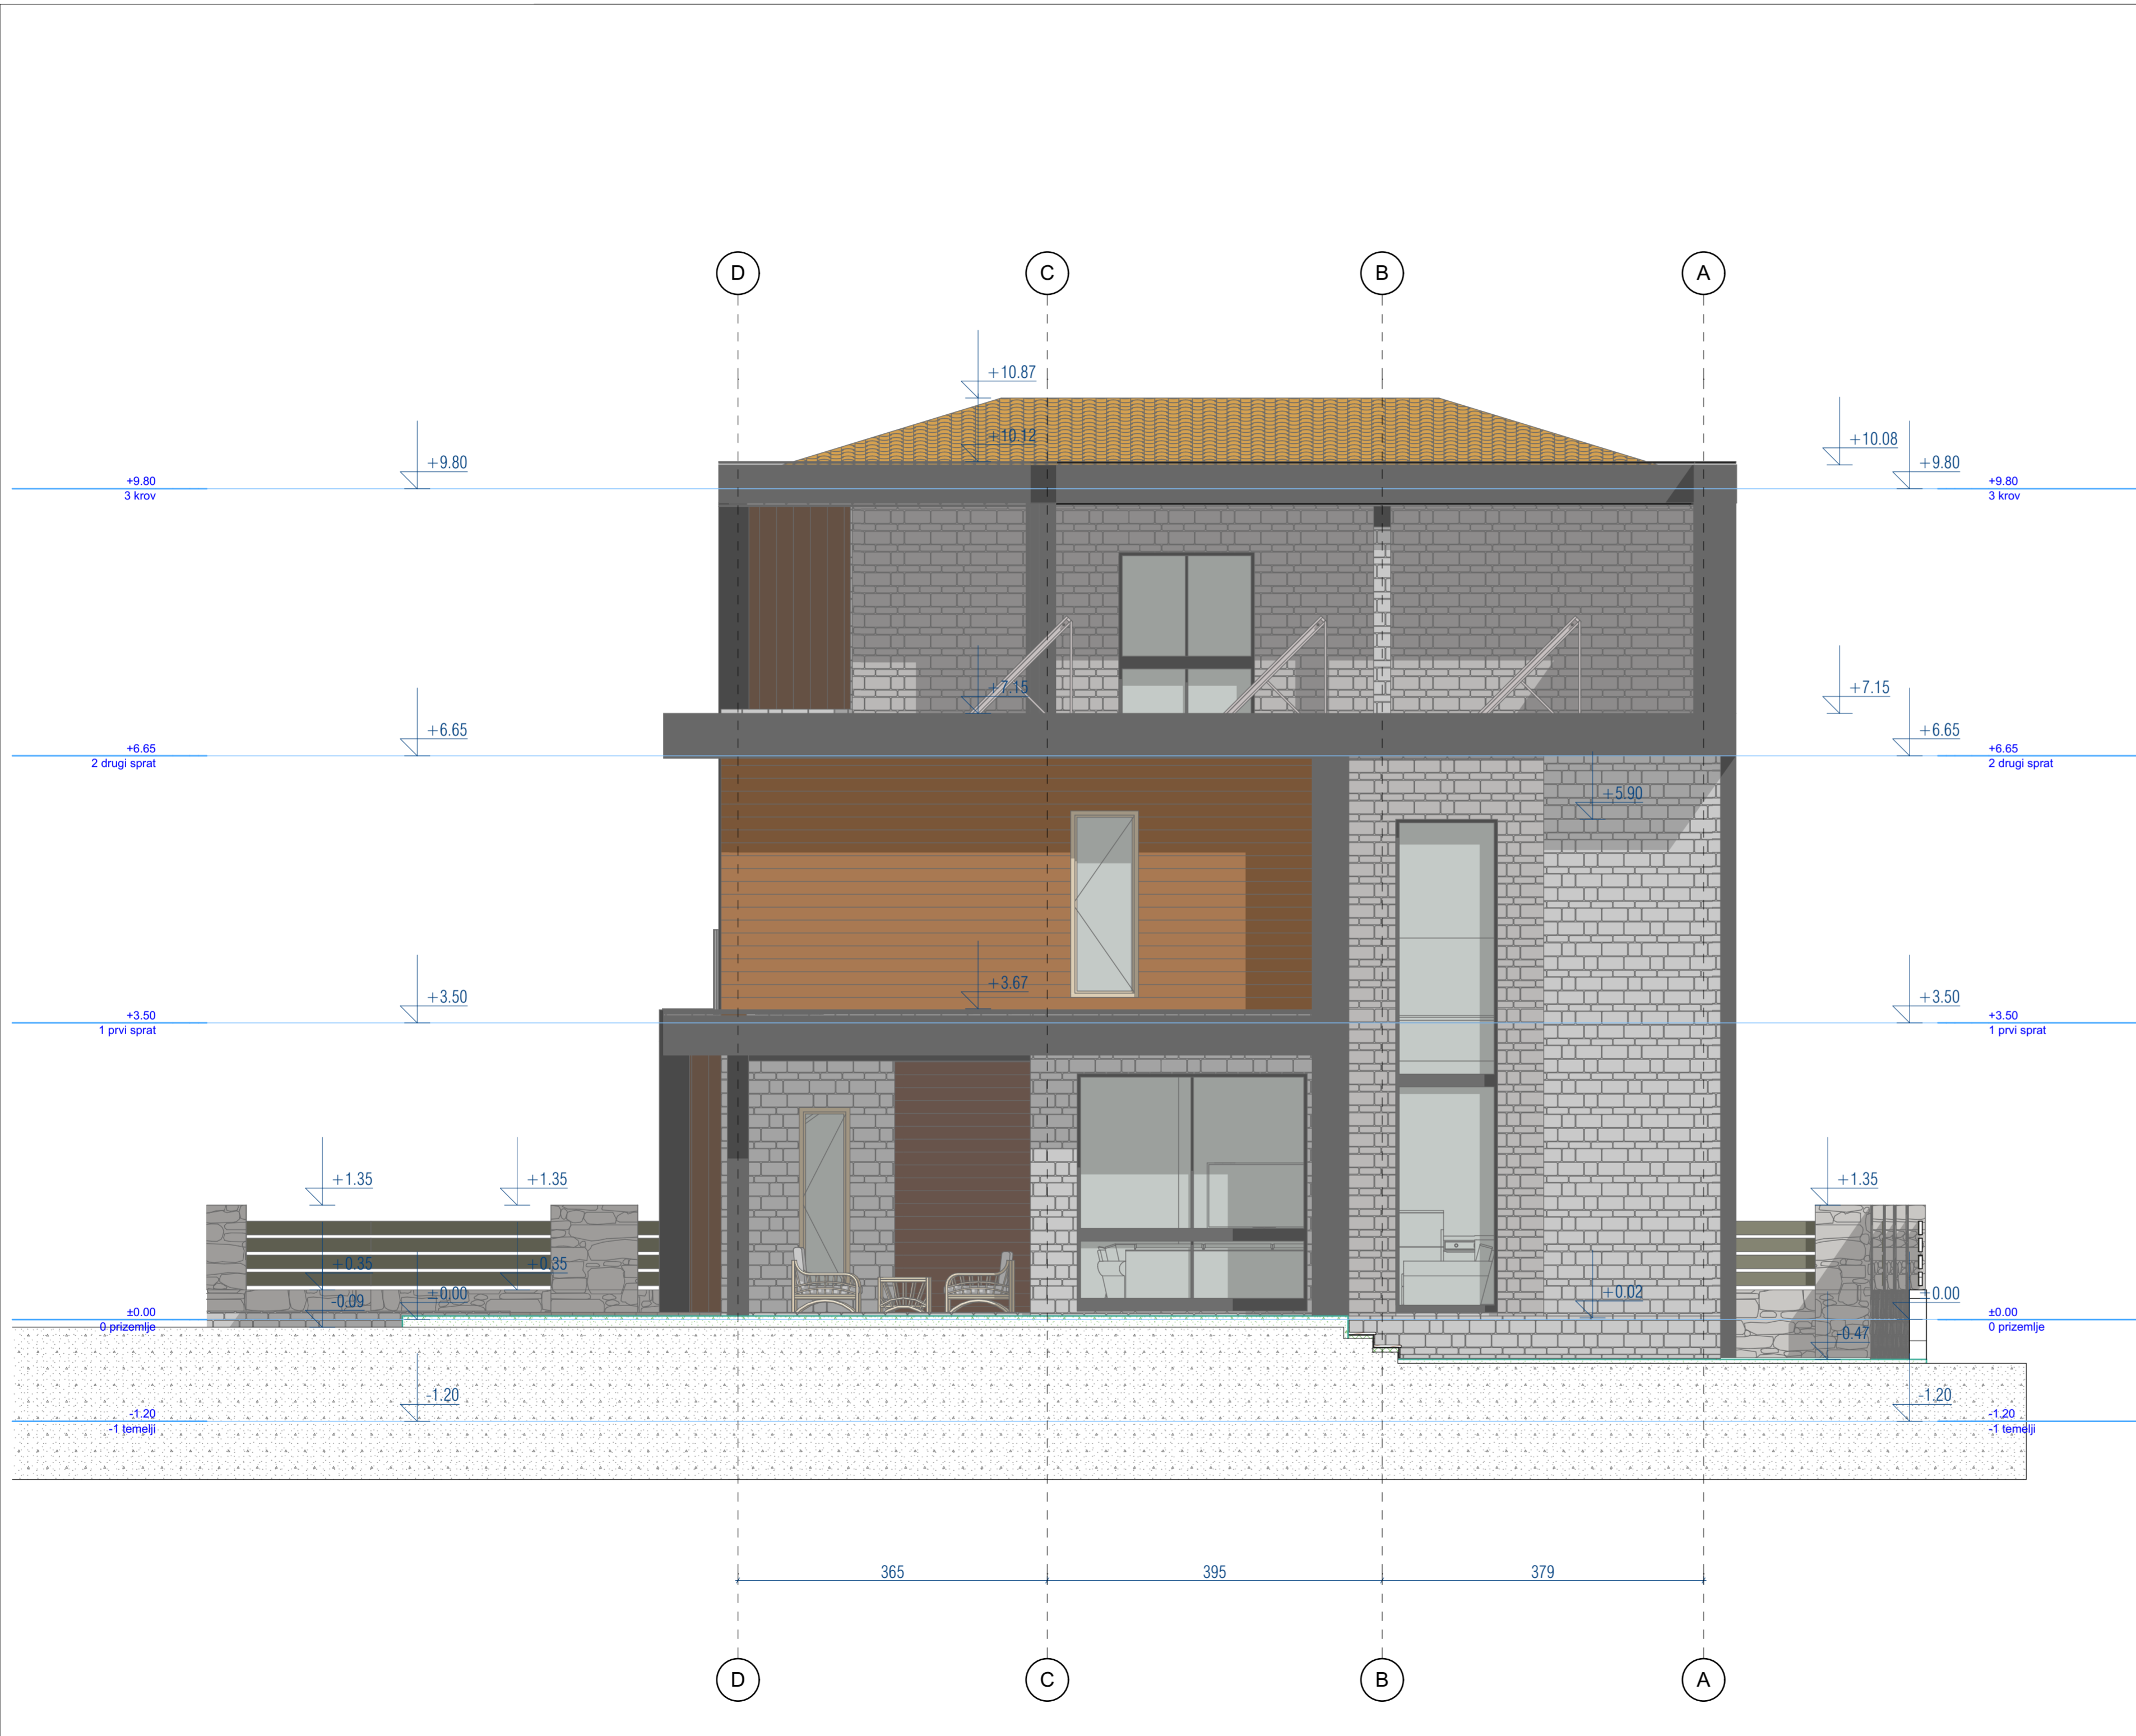 D C B A
+10.87
+10.12
+10.08
+9.80
+9.80
+9.80
3 krov
+9.80
3 krov
+7.15
+7.15
+6.65
+6.65
+6.65
2 drugi sprat
+6.65
2 drugi sprat
+5.90
+3.67
+3.50
+3.50
+3.50
1 prvi sprat
+3.50
1 prvi sprat
+1.35
+1.35
+1.35
+0.35
+0.35
-0.09
±0.00
+0.02
±0.00
±0.00
0 prizemlje
±0.00
0 prizemlje
-0.47
-1.20
-1.20
-1.20
-1 temelji
-1.20
-1 temelji
365 395 379
D C B A